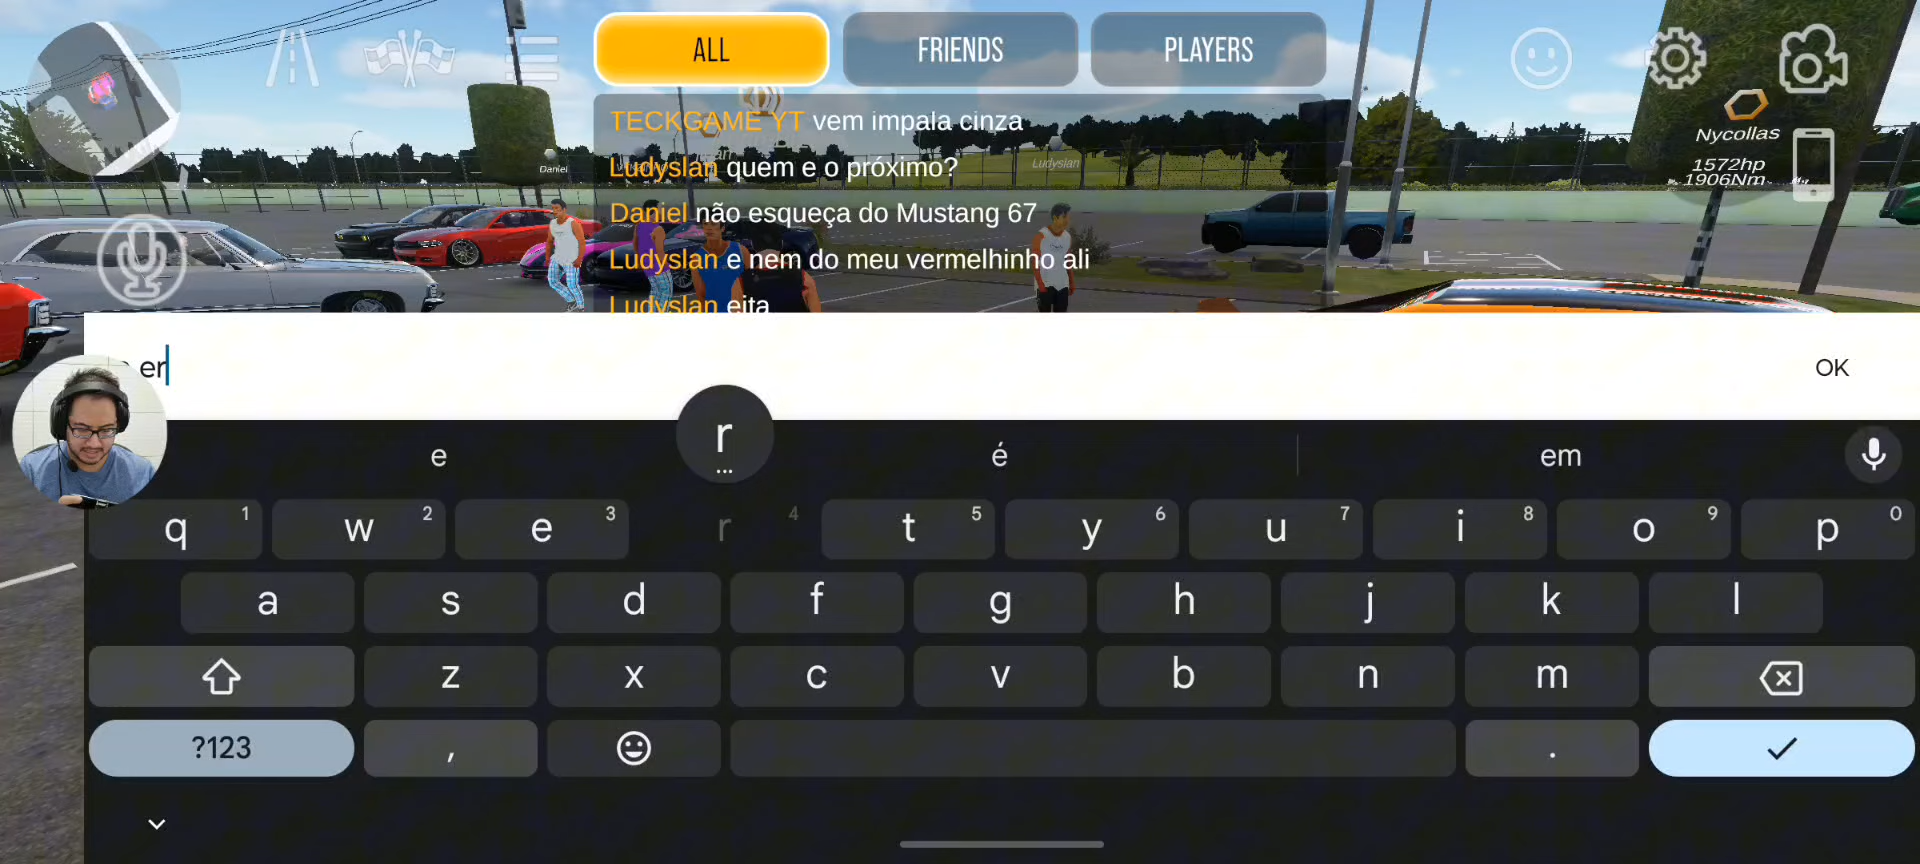 ALL
FRIENDS
PLAYERS
TECKGAME YT vem impala cinza
Ludyslan quem e o próximo?
Daniel não esqueça do Mustang 67
Ludyslan e nem do meu vermelhinho ali
Ludyslan eita
Daniel
Ludyslan
Nycollas
1572hp
1906Nm
er
OK
e
r
é
em
q 1 w 2 e 3 r 4 t 5 y 6 u 7 i 8 o 9 p 0
a s d f g h j k l
z x c v b n m
?123 , .